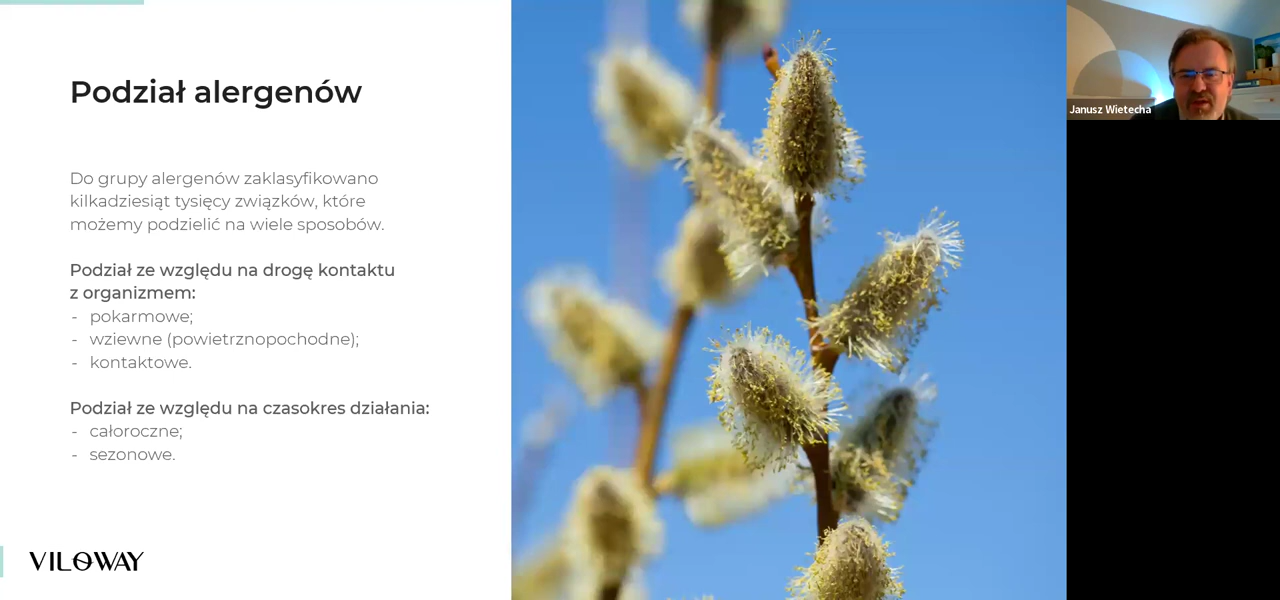 Podział alergenów
Do grupy alergenów zaklasyfikowano
kilkadziesiąt tysięcy związków, które
możemy podzielić na wiele sposobów.
Podział ze względu na drogę kontaktu
z organizmem:
- pokarmowe;
- wziewne (powietrznopochodne);
- kontaktowe.
Podział ze względu na czasokres działania:
- całoroczne;
- sezonowe.
VILOWAY
Janusz Wietecha